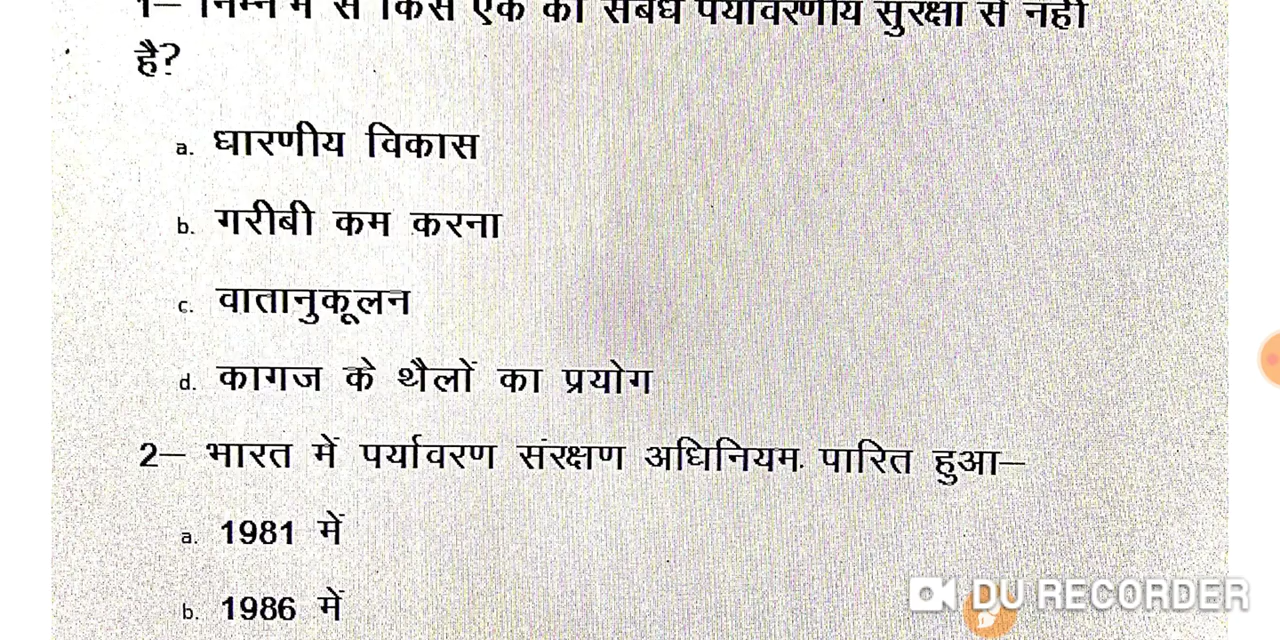 1– निम्न में से किस एक का संबंध पर्यावरणीय सुरक्षा से नहीं
है?
a. धारणीय विकास
b. गरीबी कम करना
c. वातानुकूलन
d. कागज के थैलों का प्रयोग
2– भारत में पर्यावरण संरक्षण अधिनियम पारित हुआ–
a. 1981 में
b. 1986 में
DU RECORDER